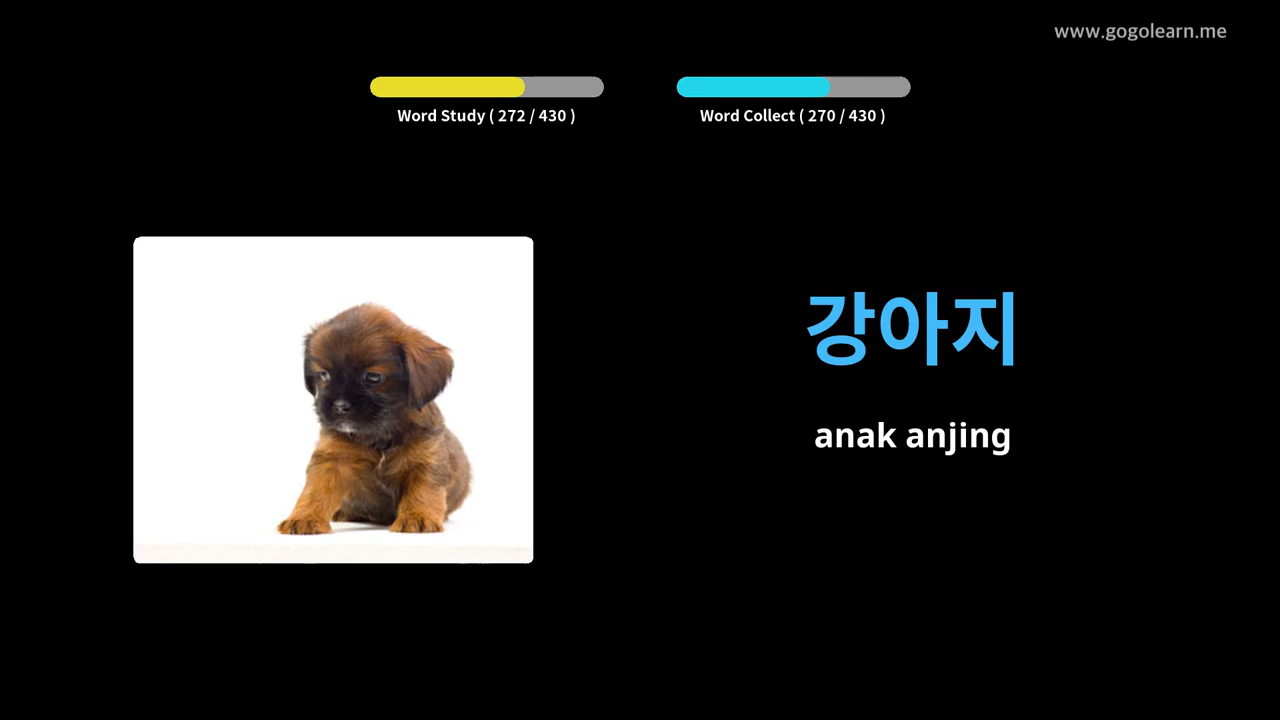 www.gogolearn.me
Word Study ( 272 / 430 )
Word Collect ( 270 / 430 )
강아지
anak anjing